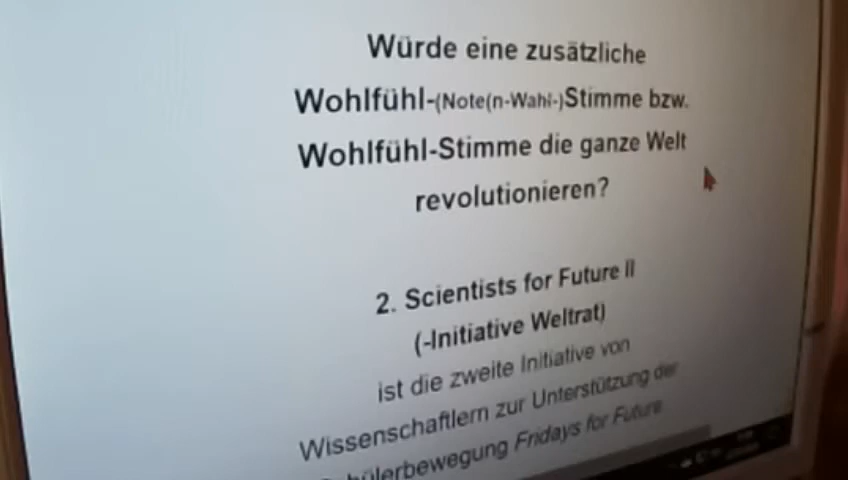 Würde eine zusätzliche
Wohlfühl-(Note(n-Wahl-)Stimme bzw.
Wohlfühl-Stimme die ganze Welt
revolutionieren?
2. Scientists for Future II
(-Initiative Weltrat)
ist die zweite Initiative von
Wissenschaftlern zur Unterstützung der
Schülerbewegung Fridays for Future